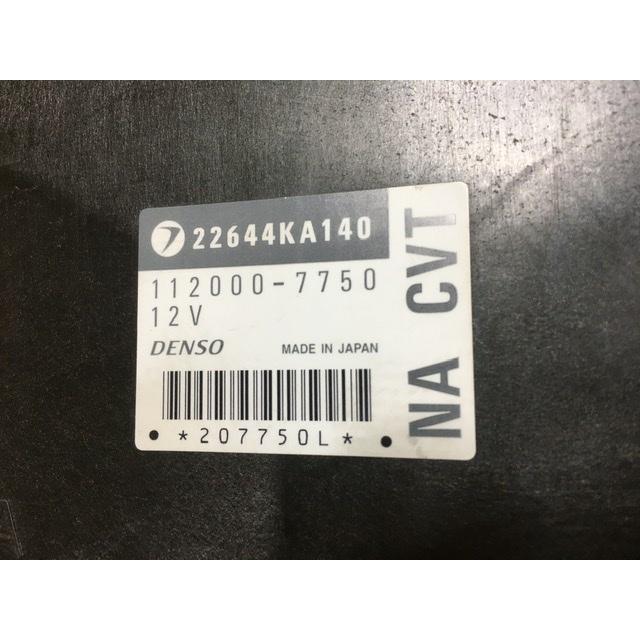 22644KA140
112000-7750
12V
DENSO MADE IN JAPAN
*207750L*
NA CVT